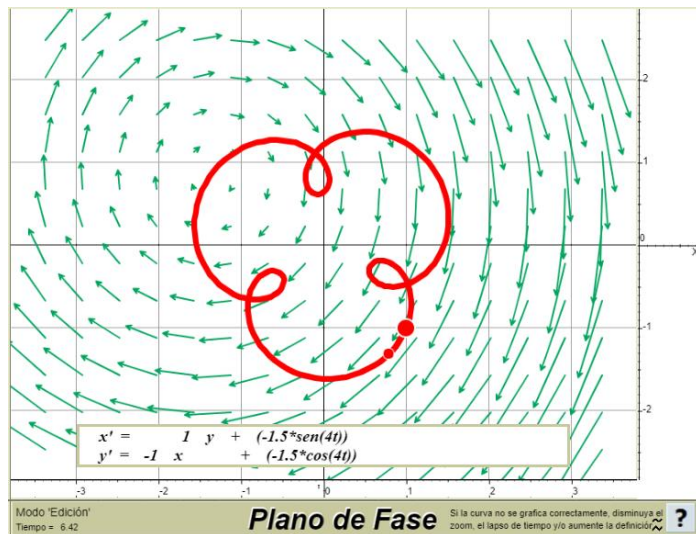 2
1
0
x
-1
-2
x' = 1 y + (-1.5*sen(4t))
y' = -1 x + (-1.5*cos(4t))
-3 -2 -1 0 1 2 3
Modo 'Edición'
Tiempo = 6.42
Plano de Fase
Si la curva no se grafica correctamente, disminuya el
zoom, el lapso de tiempo y/o aumente la definición
?